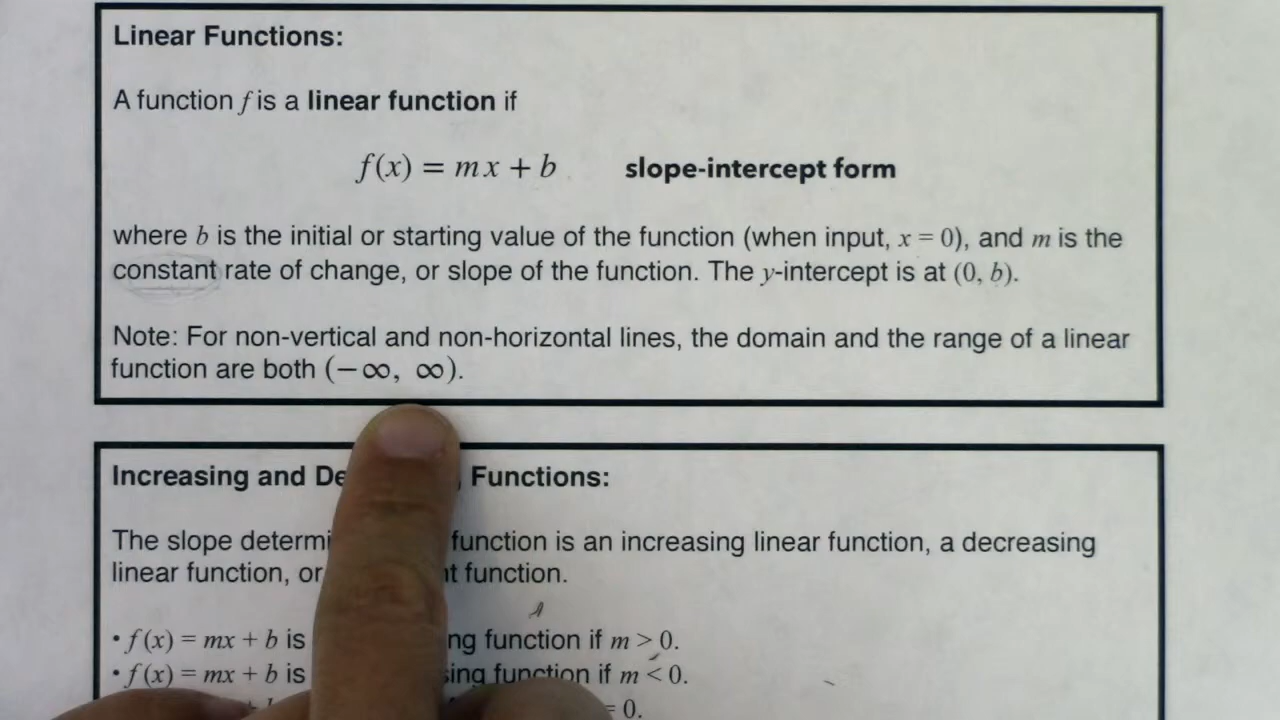 Linear Functions:
A function f is a linear function if
f(x) = mx + b slope-intercept form
where b is the initial or starting value of the function (when input, x = 0), and m is the
constant rate of change, or slope of the function. The y-intercept is at (0, b).
Note: For non-vertical and non-horizontal lines, the domain and the range of a linear
function are both (−∞, ∞).
Increasing and Functions:
The slope function is an increasing linear function, a decreasing
linear function, or function.
• f(x) = mx + b is function if m > 0.
• f(x) = mx + b is function if m < 0.
= 0.